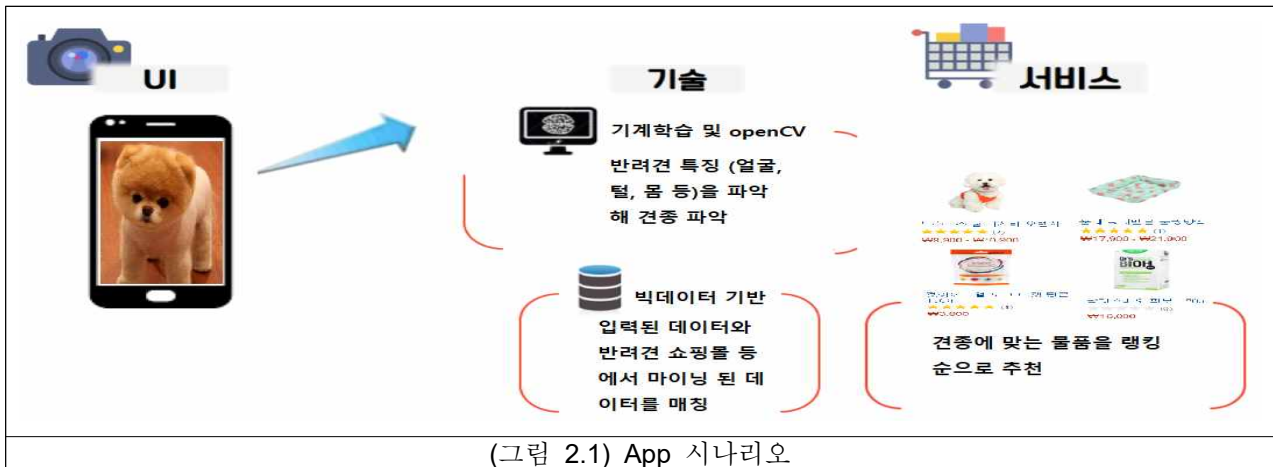 UI
기술
서비스
기계학습 및 openCV
반려견 특징 (얼굴,
털, 몸 등)을 파악
해 견종 파악
빅데이터 기반
입력된 데이터와
반려견 쇼핑몰 등
에서 마이닝 된 데
이터를 매칭
₩17,900 - ₩21,900
견종에 맞는 물품을 랭킹
순으로 추천
(그림 2.1) App 시나리오